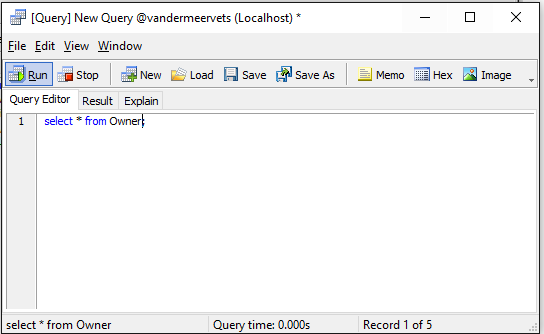 [Query] New Query @vandermeervets (Localhost) *
File Edit View Window
Run Stop New Load Save Save As Memo Hex Image
Query Editor Result Explain
1 select * from Owner;
select * from Owner Query time: 0.000s Record 1 of 5